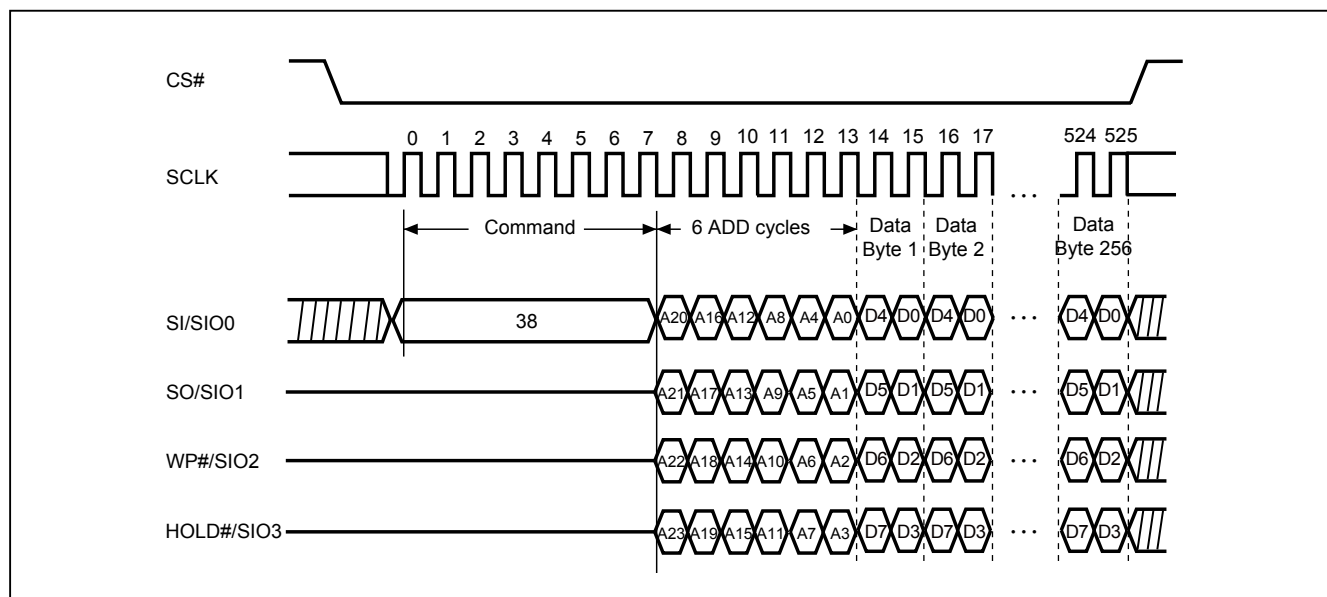 CS#
0 1 2 3 4 5 6 7 8 9 10 11 12 13 14 15 16 17 524 525
SCLK
...
Command 6 ADD cycles Data Byte 1 Data Byte 2 Data Byte 256
SI/SIO0 38 A20 A16 A12 A8 A4 A0 D4 D0 D4 D0 ... D4 D0
SO/SIO1 A21 A17 A13 A9 A5 A1 D5 D1 D5 D1 ... D5 D1
WP#/SIO2 A22 A18 A14 A10 A6 A2 D6 D2 D6 D2 ... D6 D2
HOLD#/SIO3 A23 A19 A15 A11 A7 A3 D7 D3 D7 D3 ... D7 D3